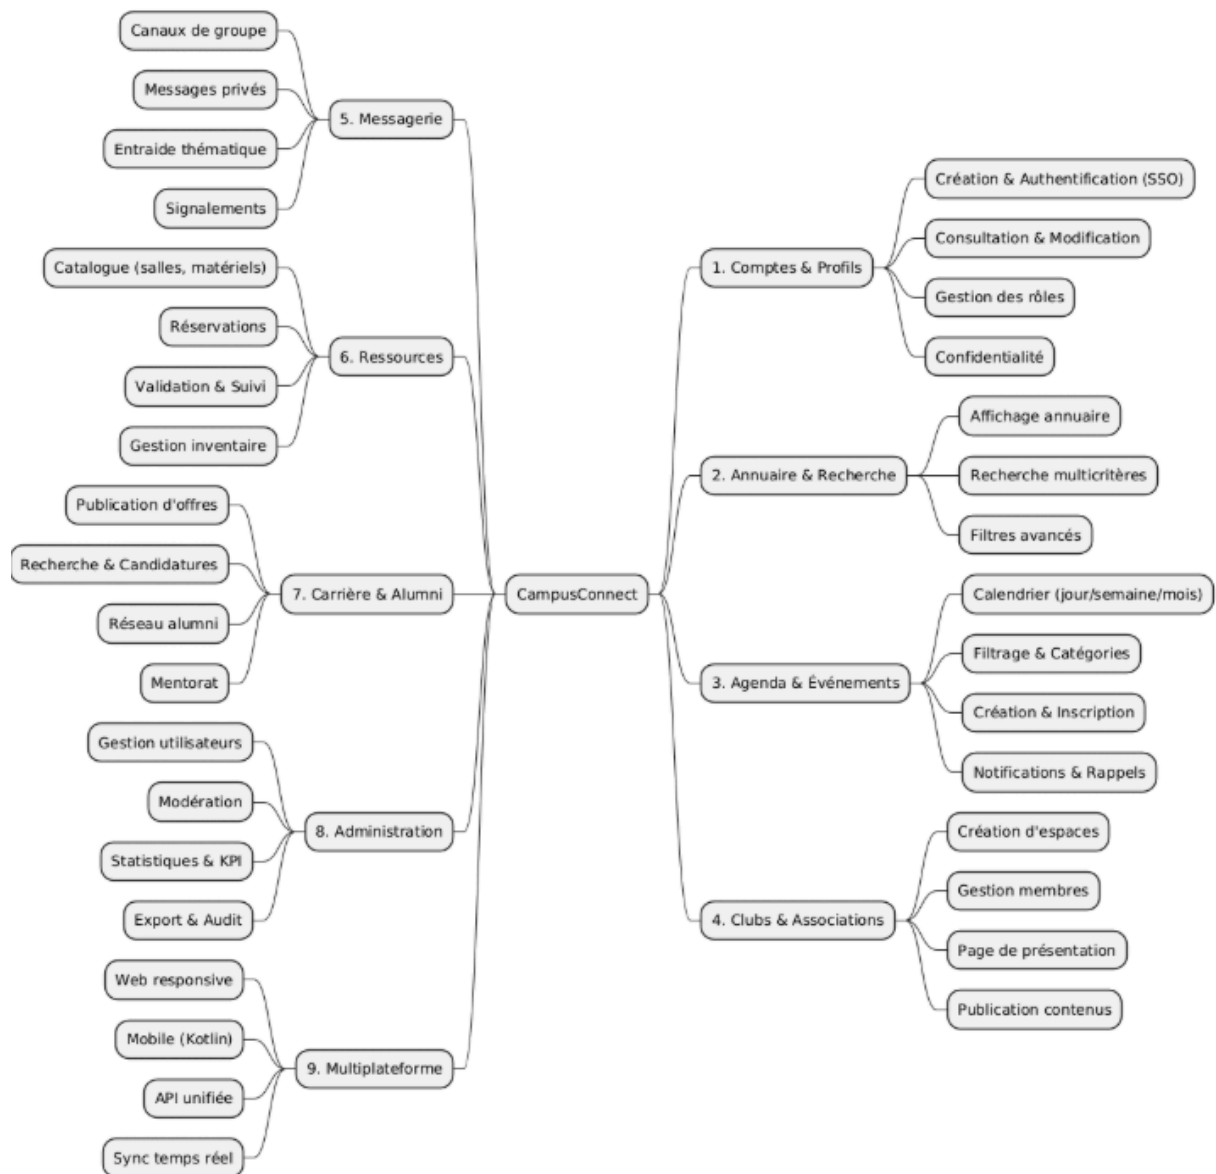 CampusConnect
1. Comptes & Profils
Création & Authentification (SSO)
Consultation & Modification
Gestion des rôles
Confidentialité
2. Annuaire & Recherche
Affichage annuaire
Recherche multicritères
Filtres avancés
3. Agenda & Événements
Calendrier (jour/semaine/mois)
Filtrage & Catégories
Création & Inscription
Notifications & Rappels
4. Clubs & Associations
Création d'espaces
Gestion membres
Page de présentation
Publication contenus
5. Messagerie
Canaux de groupe
Messages privés
Entraide thématique
Signalements
6. Ressources
Catalogue (salles, matériels)
Réservations
Validation & Suivi
Gestion inventaire
7. Carrière & Alumni
Publication d'offres
Recherche & Candidatures
Réseau alumni
Mentorat
8. Administration
Gestion utilisateurs
Modération
Statistiques & KPI
Export & Audit
9. Multiplateforme
Web responsive
Mobile (Kotlin)
API unifiée
Sync temps réel